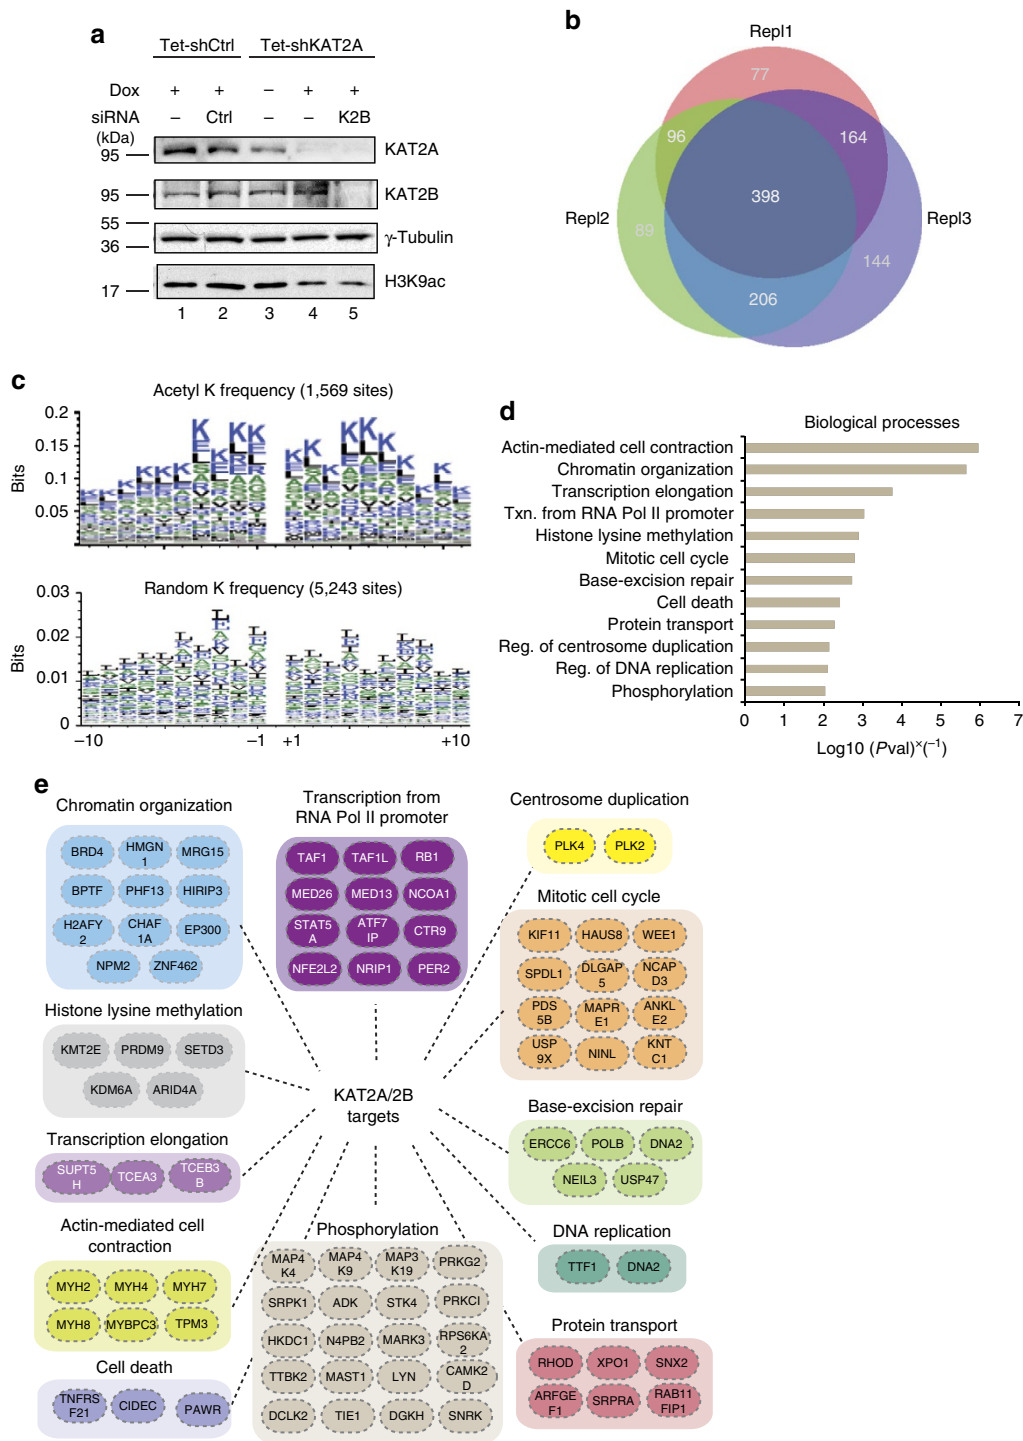 a
Tet-shCtrl Tet-shKAT2A
Dox + + – + +
siRNA – Ctrl – – K2B
(kDa)
95 KAT2A
95 KAT2B
55
36 γ-Tubulin
17 H3K9ac
1 2 3 4 5
b
Repl1
77
96 164
398
Repl2 Repl3
89 144
206
c
Acetyl K frequency (1,569 sites)
Bits
0.2
0.15
0.1
0.05
Random K frequency (5,243 sites)
Bits
0.03
0.02
0.01
0
–10 –1 +1 +10
d
Biological processes
Actin-mediated cell contraction
Chromatin organization
Transcription elongation
Txn. from RNA Pol II promoter
Histone lysine methylation
Mitotic cell cycle
Base-excision repair
Cell death
Protein transport
Reg. of centrosome duplication
Reg. of DNA replication
Phosphorylation
0 1 2 3 4 5 6 7
Log10 (Pval)×(–1)
e
Chromatin organization
BRD4 HMGN1 MRG15
BPTF PHF13 HIRIP3
H2AFY2 CHAF1A EP300
NPM2 ZNF462
Transcription from
RNA Pol II promoter
TAF1 TAF1L RB1
MED26 MED13 NCOA1
STAT5A ATF7IP CTR9
NFE2L2 NRIP1 PER2
Centrosome duplication
PLK4 PLK2
Mitotic cell cycle
KIF11 HAUS8 WEE1
SPDL1 DLGAP5 NCAPD3
PDS5B MAPRE1 ANKLE2
USP9X NINL KNTC1
Histone lysine methylation
KMT2E PRDM9 SETD3
KDM6A ARID4A
KAT2A/2B
targets
Base-excision repair
ERCC6 POLB DNA2
NEIL3 USP47
Transcription elongation
SUPT5H TCEA3 TCEB3B
Actin-mediated cell
contraction
MYH2 MYH4 MYH7
MYH8 MYBPC3 TPM3
Phosphorylation
MAP4K4 MAP4K9 MAP3K19 PRKG2
SRPK1 ADK STK4 PRKCI
HKDC1 N4PB2 MARK3 RPS6KA2
TTBK2 MAST1 LYN CAMK2D
DCLK2 TIE1 DGKH SNRK
DNA replication
TTF1 DNA2
Cell death
TNFRSF21 CIDEC PAWR
Protein transport
RHOD XPO1 SNX2
ARFGEF1 SRPRA RAB11FIP1